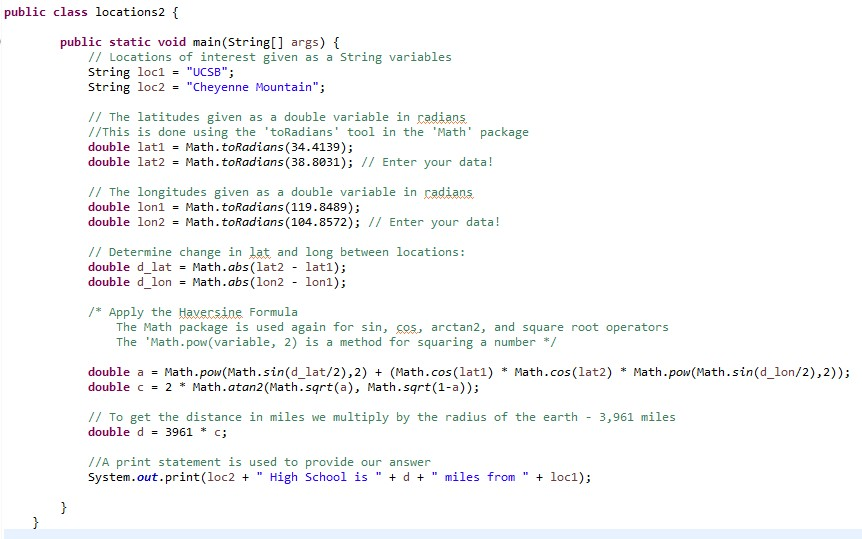 public class locations2 {
public static void main(String[] args) {
// Locations of interest given as a String variables
String loc1 = "UCSB";
String loc2 = "Cheyenne Mountain";
// The latitudes given as a double variable in radians
//This is done using the 'toRadians' tool in the 'Math' package
double lat1 = Math.toRadians(34.4139);
double lat2 = Math.toRadians(38.8031); // Enter your data!
// The longitudes given as a double variable in radians
double lon1 = Math.toRadians(119.8489);
double lon2 = Math.toRadians(104.8572); // Enter your data!
// Determine change in lat and long between locations:
double d_lat = Math.abs(lat2 - lat1);
double d_lon = Math.abs(lon2 - lon1);
/* Apply the Haversine Formula
The Math package is used again for sin, cos, arctan2, and square root operators
The 'Math.pow(variable, 2) is a method for squaring a number */
double a = Math.pow(Math.sin(d_lat/2),2) + (Math.cos(lat1) * Math.cos(lat2) * Math.pow(Math.sin(d_lon/2),2));
double c = 2 * Math.atan2(Math.sqrt(a), Math.sqrt(1-a));
// To get the distance in miles we multiply by the radius of the earth - 3,961 miles
double d = 3961 * c;
//A print statement is used to provide our answer
System.out.print(loc2 + " High School is " + d + " miles from " + loc1);
}
}